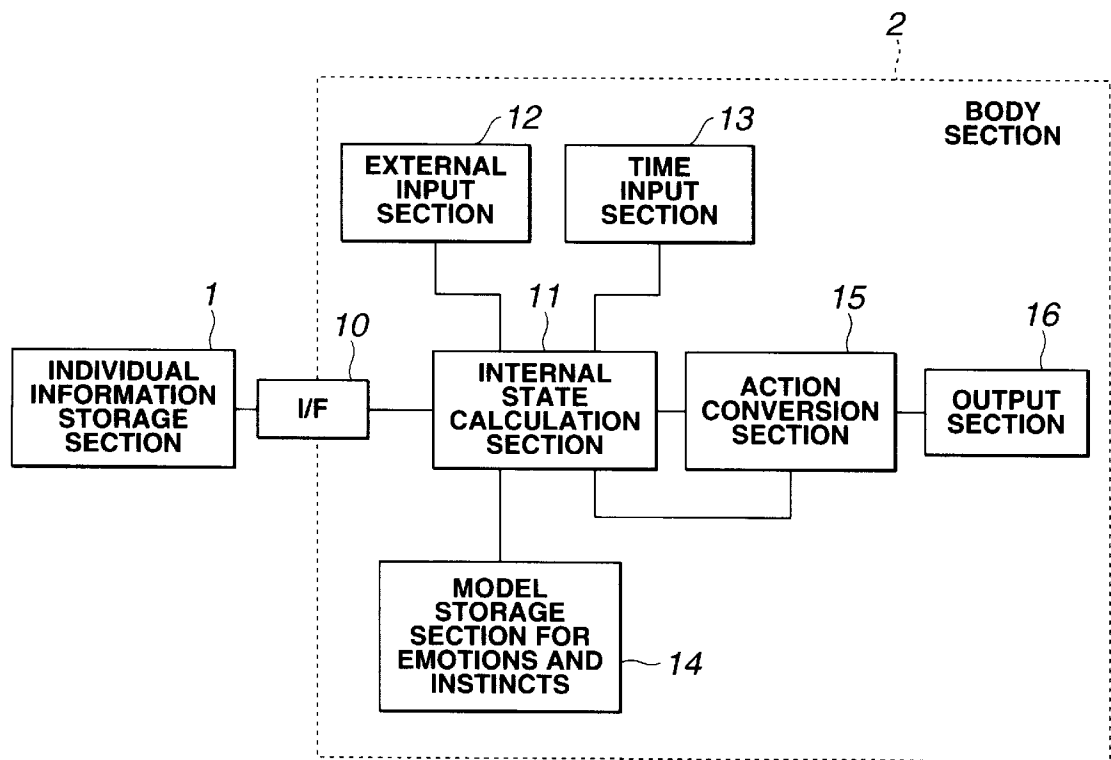 2
BODY
SECTION
12
EXTERNAL
INPUT
SECTION
13
TIME
INPUT
SECTION
1
INDIVIDUAL
INFORMATION
STORAGE
SECTION
10
I/F
11
INTERNAL
STATE
CALCULATION
SECTION
15
ACTION
CONVERSION
SECTION
16
OUTPUT
SECTION
MODEL
STORAGE
SECTION FOR
EMOTIONS AND
INSTINCTS
14